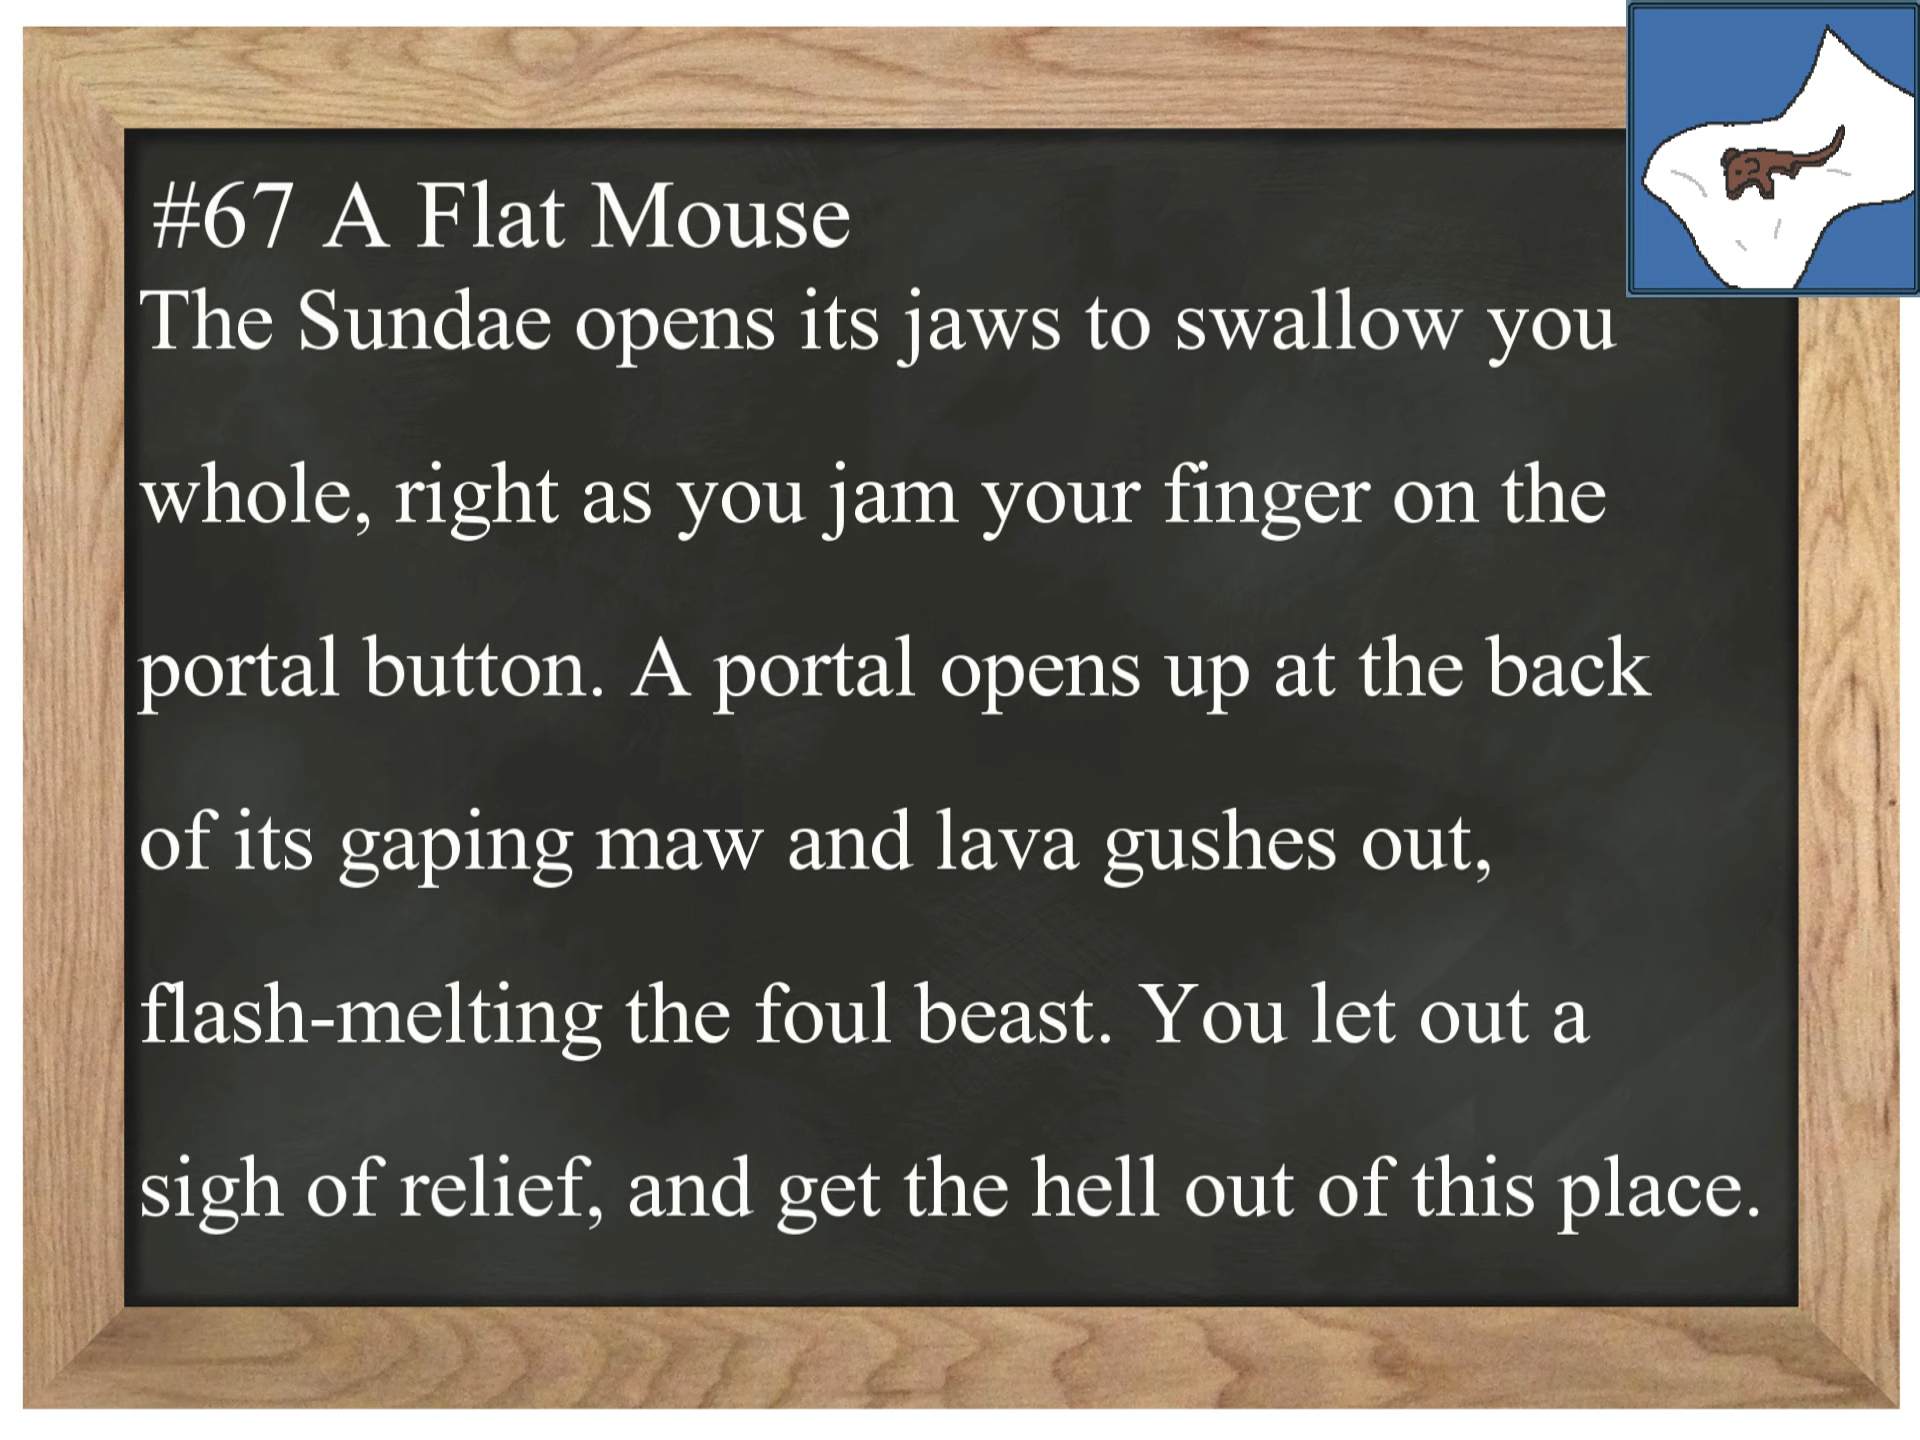 #67 A Flat Mouse
The Sundae opens its jaws to swallow you
whole, right as you jam your finger on the
portal button. A portal opens up at the back
of its gaping maw and lava gushes out,
flash-melting the foul beast. You let out a
sigh of relief, and get the hell out of this place.